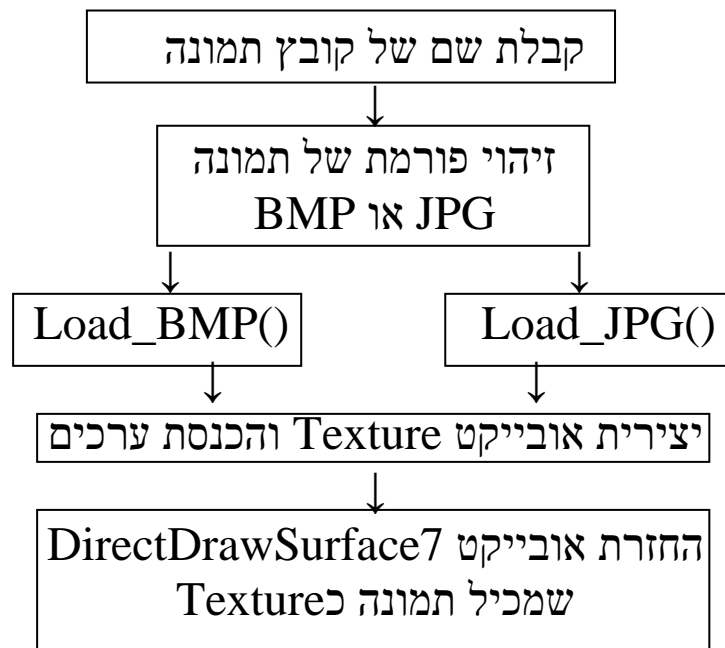 קבלת שם של קובץ תמונה
זיהוי פורמת של תמונה
JPG או BMP
Load_BMP()
Load_JPG()
יצירית אובייקט Texture והכנסת ערכים
החזרת אובייקט DirectDrawSurface7
שמכיל תמונה כTexture